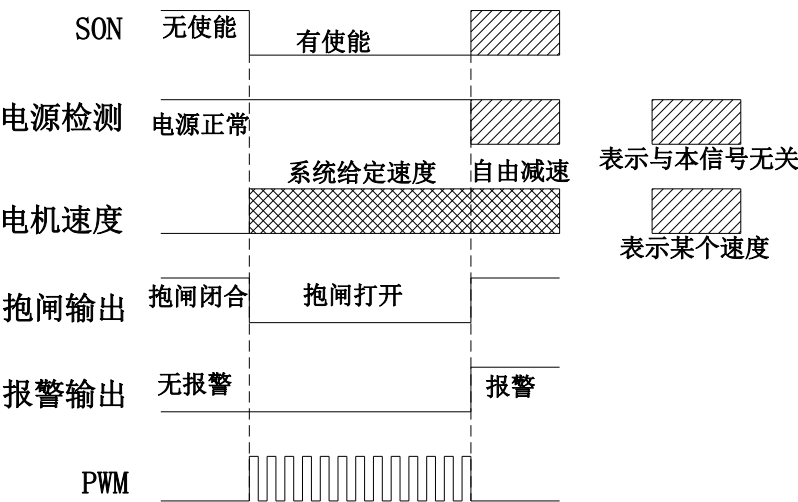 SON 无使能 有使能
电源检测 电源正常
表示与本信号无关
系统给定速度 自由减速
电机速度
表示某个速度
抱闸输出 抱闸闭合 抱闸打开
报警输出 无报警 报警
PWM